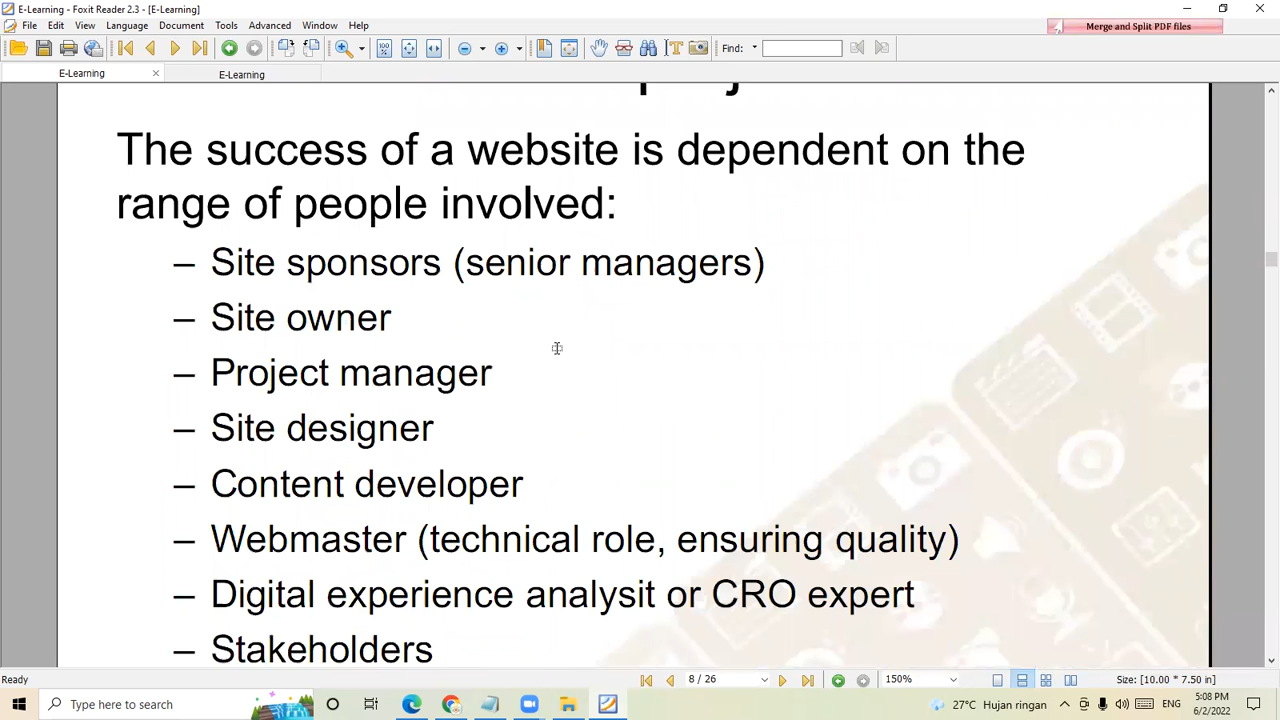 E-Learning - Foxit Reader 2.3 - [E-Learning]
File Edit View Language Document Tools Advanced Window Help
Merge and Split PDF files
Find:
E-Learning × E-Learning
The success of a website is dependent on the
range of people involved:
– Site sponsors (senior managers)
– Site owner
– Project manager
– Site designer
– Content developer
– Webmaster (technical role, ensuring quality)
– Digital experience analysit or CRO expert
– Stakeholders
Ready 8 / 26 150% Size: [10.00 * 7.50 in]
Type here to search 27°C Hujan ringan ENG 5:08 PM
6/2/2022